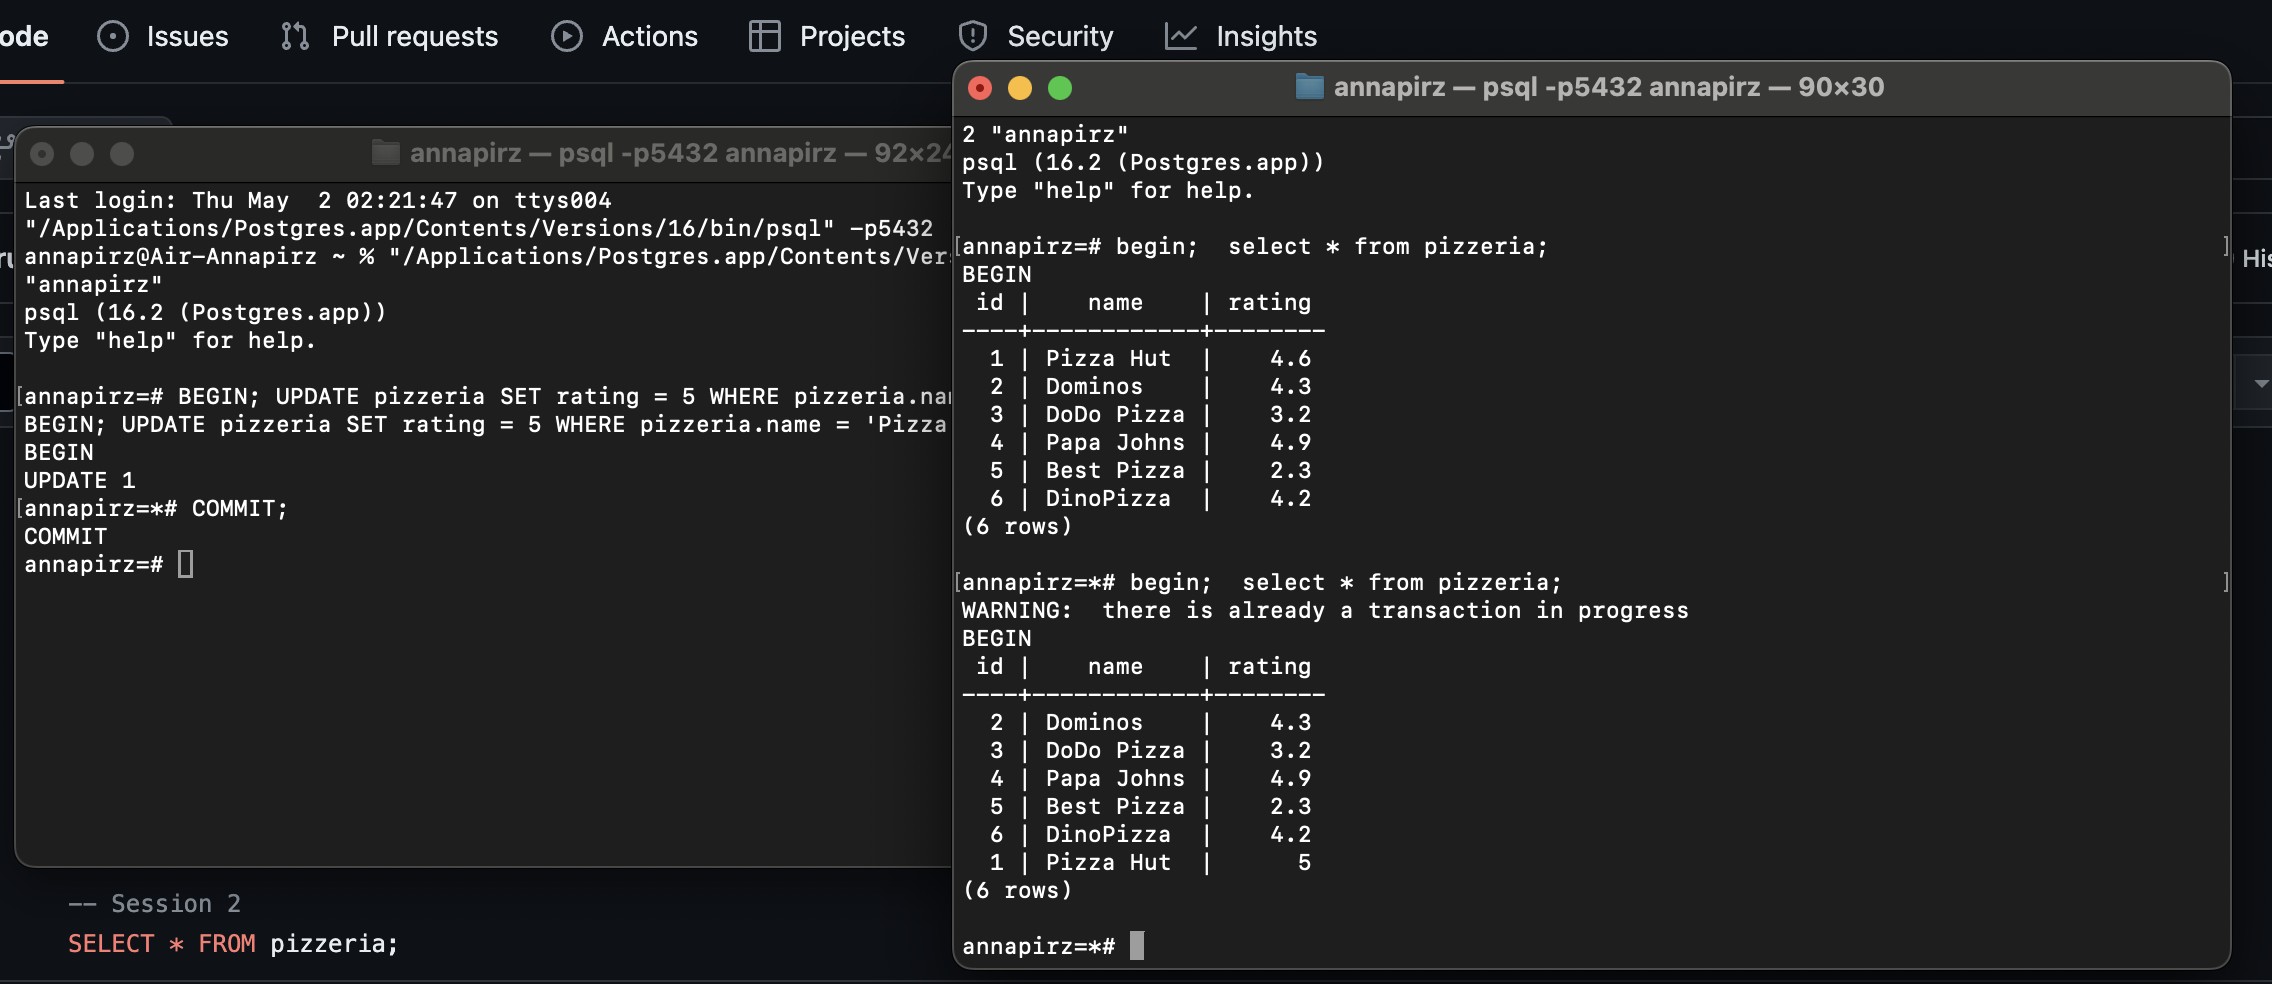 Issues
Pull requests
Actions
Projects
Security
Insights
annapirz — psql -p5432 annapirz
Last login: Thu May  2 02:21:47 on ttys004
"/Applications/Postgres.app/Contents/Versions/16/bin/psql" -p5432
annapirz@Air-Annapirz ~ % "/Applications/Postgres.app/Contents/
"annapirz"
psql (16.2 (Postgres.app))
Type "help" for help.
annapirz=# BEGIN; UPDATE pizzeria SET rating = 5 WHERE
BEGIN; UPDATE pizzeria SET rating = 5 WHERE pizzeria.name = 'Pizza
BEGIN
UPDATE 1
annapirz=*# COMMIT;
COMMIT
annapirz=#
-- Session 2
SELECT * FROM pizzeria;
annapirz — psql -p5432 annapirz — 90×30
2 "annapirz"
psql (16.2 (Postgres.app))
Type "help" for help.
annapirz=# begin;  select * from pizzeria;
BEGIN
 id |    name    | rating
----+------------+--------
  1 | Pizza Hut  |    4.6
  2 | Dominos    |    4.3
  3 | DoDo Pizza |    3.2
  4 | Papa Johns |    4.9
  5 | Best Pizza |    2.3
  6 | DinoPizza  |    4.2
(6 rows)
annapirz=*# begin;  select * from pizzeria;
WARNING:  there is already a transaction in progress
BEGIN
 id |    name    | rating
----+------------+--------
  2 | Dominos    |    4.3
  3 | DoDo Pizza |    3.2
  4 | Papa Johns |    4.9
  5 | Best Pizza |    2.3
  6 | DinoPizza  |    4.2
  1 | Pizza Hut  |      5
(6 rows)
annapirz=*#